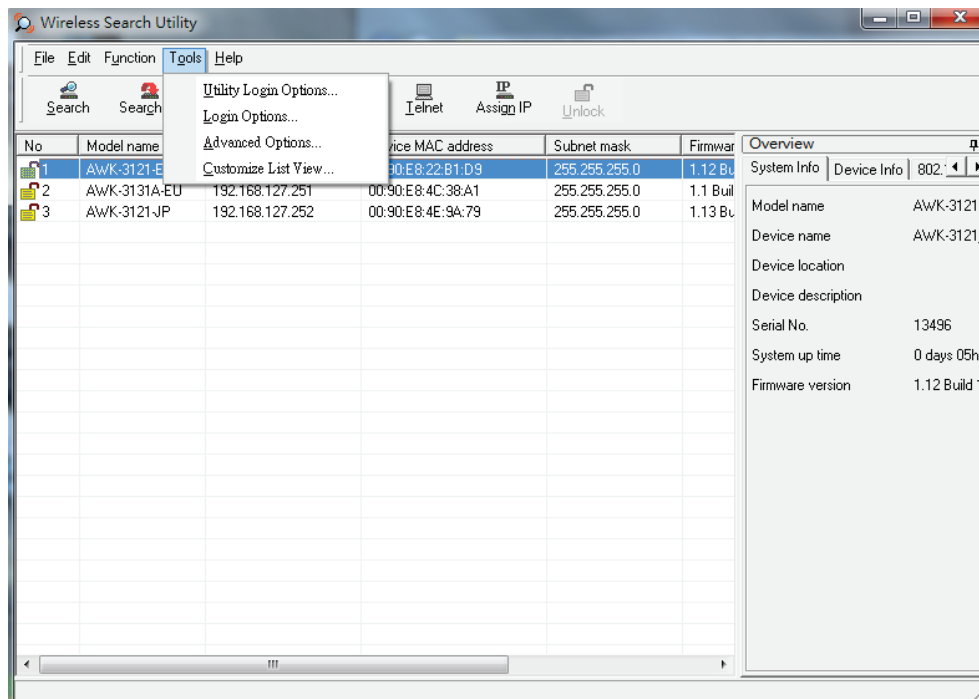 Wireless Search Utility
File Edit Function Tools Help
Search Search Telnet Assign IP Unlock
IP
Utility Login Options...
Login Options...
Advanced Options...
Customize List View...
No Model name vice MAC address Subnet mask Firmwar
1 AWK-3121-E 90:E8:22:B1:D9 255.255.255.0 1.12 Bu
2 AWK-3131A-EU 192.168.127.251 00:90:E8:4C:38:A1 255.255.255.0 1.1 Buil
3 AWK-3121-JP 192.168.127.252 00:90:E8:4E:9A:79 255.255.255.0 1.13 Bu
Overview
System Info Device Info 802.
Model name AWK-3121
Device name AWK-3121
Device location
Device description
Serial No. 13496
System up time 0 days 05h
Firmware version 1.12 Build